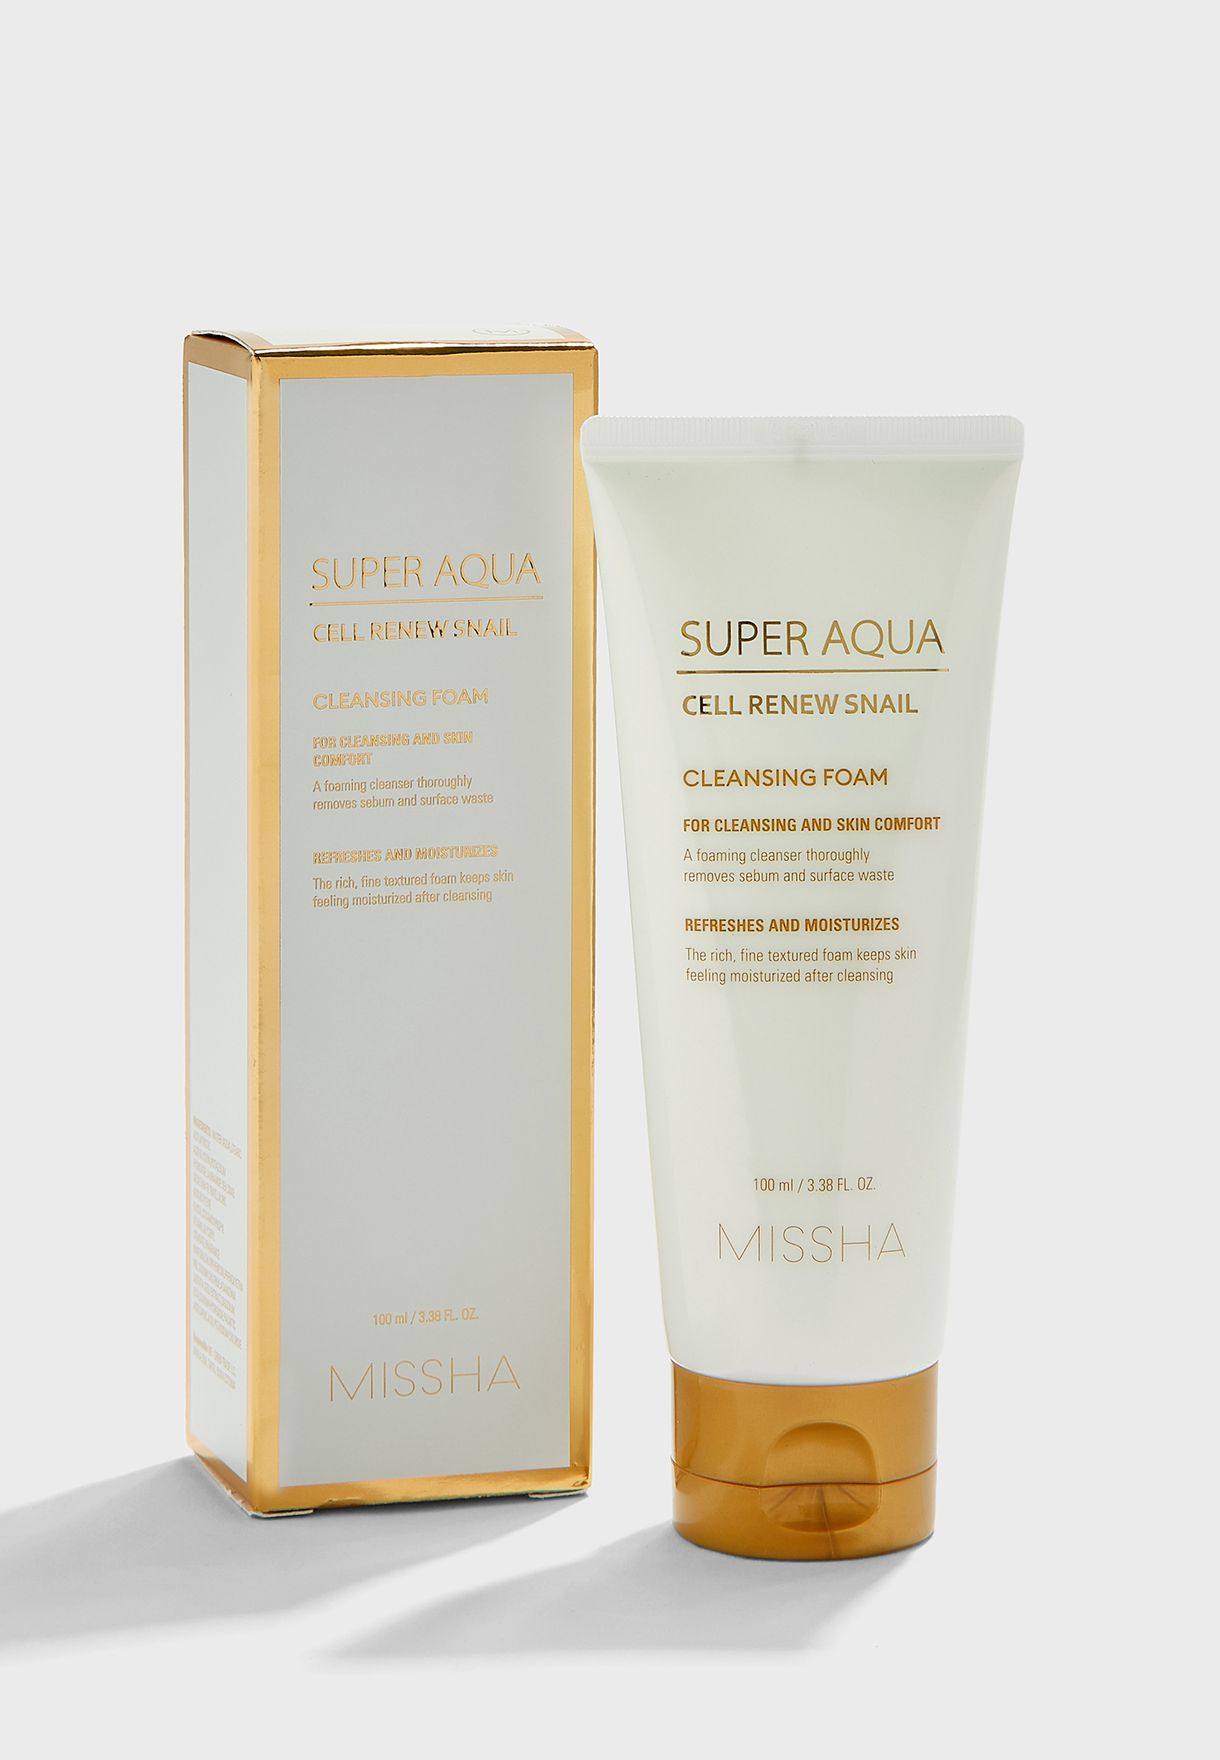 SUPER AQUA
CELL RENEW SNAIL
CLEANSING FOAM
FOR CLEANSING AND SKIN
COMFORT
A foaming cleanser thoroughly
removes sebum and surface waste
REFRESHES AND MOISTURIZES
The rich, fine textured foam keeps skin
feeling moisturized after cleansing
100 ml / 3.38 FL. OZ.
MISSHA
SUPER AQUA
CELL RENEW SNAIL
CLEANSING FOAM
FOR CLEANSING AND SKIN COMFORT
A foaming cleanser thoroughly
removes sebum and surface waste
REFRESHES AND MOISTURIZES
The rich, fine textured foam keeps skin
feeling moisturized after cleansing
100 ml / 3.38 FL. OZ.
MISSHA